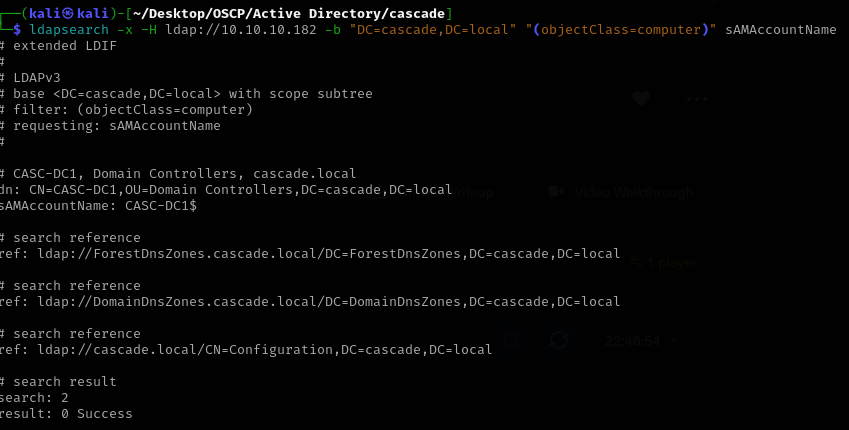 ┌──(kali㉿kali)-[~/Desktop/OSCP/Active Directory/cascade]
└─$ ldapsearch -x -H ldap://10.10.10.182 -b "DC=cascade,DC=local" "(objectClass=computer)" sAMAccountName
# extended LDIF
#
# LDAPv3
# base <DC=cascade,DC=local> with scope subtree
# filter: (objectClass=computer)
# requesting: sAMAccountName
#
# CASC-DC1, Domain Controllers, cascade.local
dn: CN=CASC-DC1,OU=Domain Controllers,DC=cascade,DC=local
sAMAccountName: CASC-DC1$
Video Walkthrough
# search reference
ref: ldap://ForestDnsZones.cascade.local/DC=ForestDnsZones,DC=cascade,DC=local
1 player
# search reference
ref: ldap://DomainDnsZones.cascade.local/DC=DomainDnsZones,DC=cascade,DC=local
# search reference
ref: ldap://cascade.local/CN=Configuration,DC=cascade,DC=local
22:46:54
# search result
search: 2
result: 0 Success